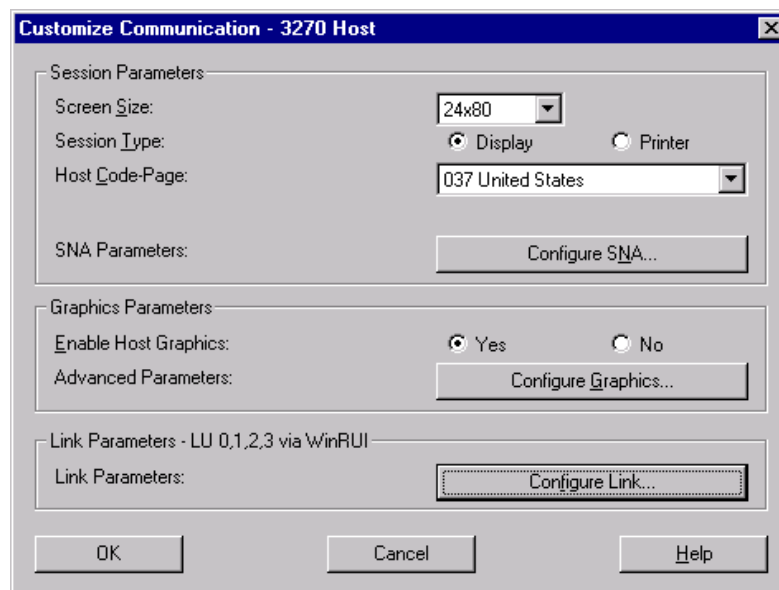 Customize Communication - 3270 Host
Session Parameters
Screen Size: 24x80
Session Type: Display Printer
Host Code-Page: 037 United States
SNA Parameters: Configure SNA...
Graphics Parameters
Enable Host Graphics: Yes No
Advanced Parameters: Configure Graphics...
Link Parameters - LU 0,1,2,3 via WinRUI
Link Parameters: Configure Link...
OK Cancel Help